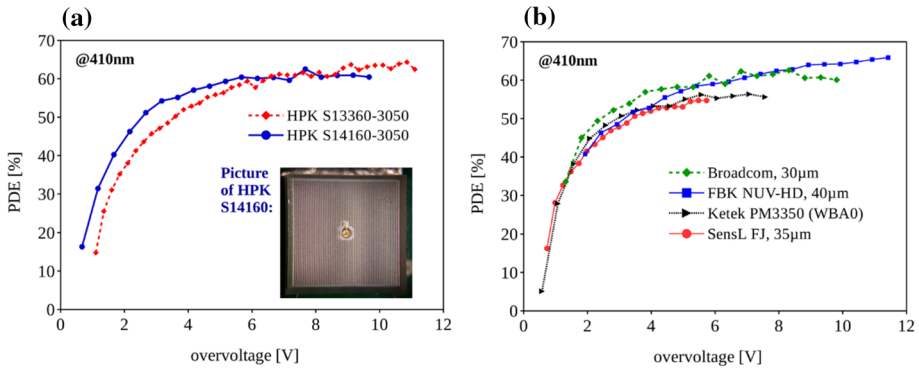 (a)
@410nm
HPK S13360-3050
HPK S14160-3050
Picture
of HPK
S14160:
PDE [%]
70
60
50
40
30
20
10
0
0 2 4 6 8 10 12
overvoltage [V]
(b)
@410nm
Broadcom, 30µm
FBK NUV-HD, 40µm
Ketek PM3350 (WBA0)
SensL FJ, 35µm
PDE [%]
70
60
50
40
30
20
10
0
0 2 4 6 8 10 12
overvoltage [V]